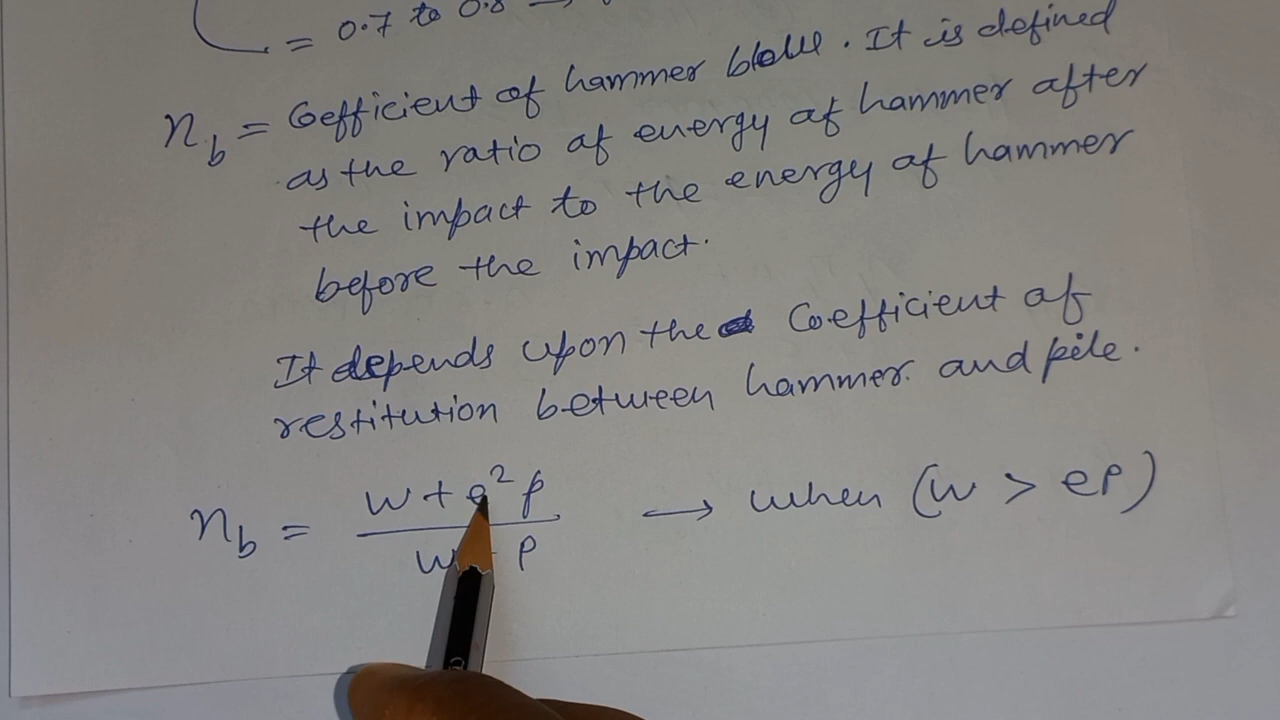 = 0.7 to 0.8 →
n_b = Coefficient of hammer blow. It is defined
as the ratio of energy of hammer after
the impact to the energy of hammer
before the impact.
It depends upon the Coefficient of
restitution between hammer and pile.
n_b = (w + e²p) / (w P) → when (w > eP)